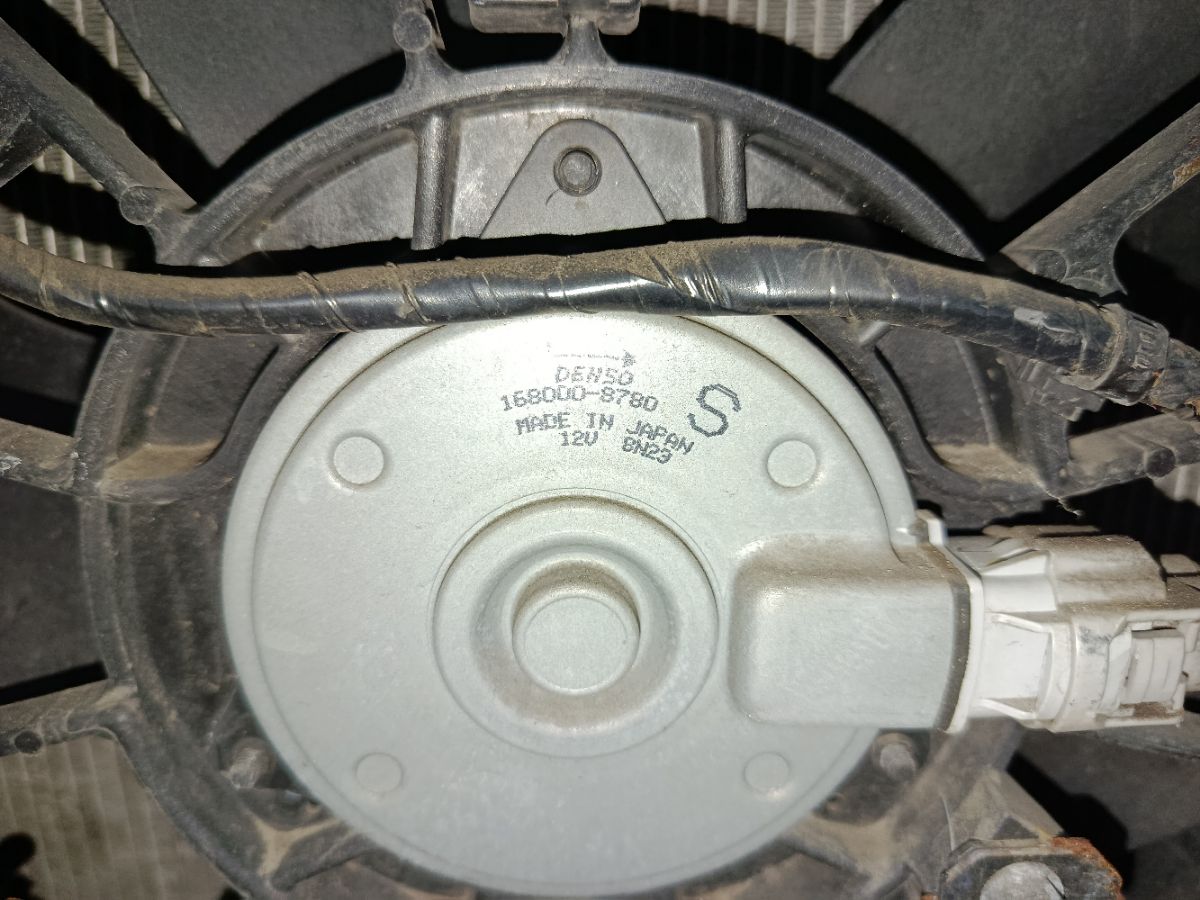 DENSO
168000-8780 S
MADE IN JAPAN
12V 8N23